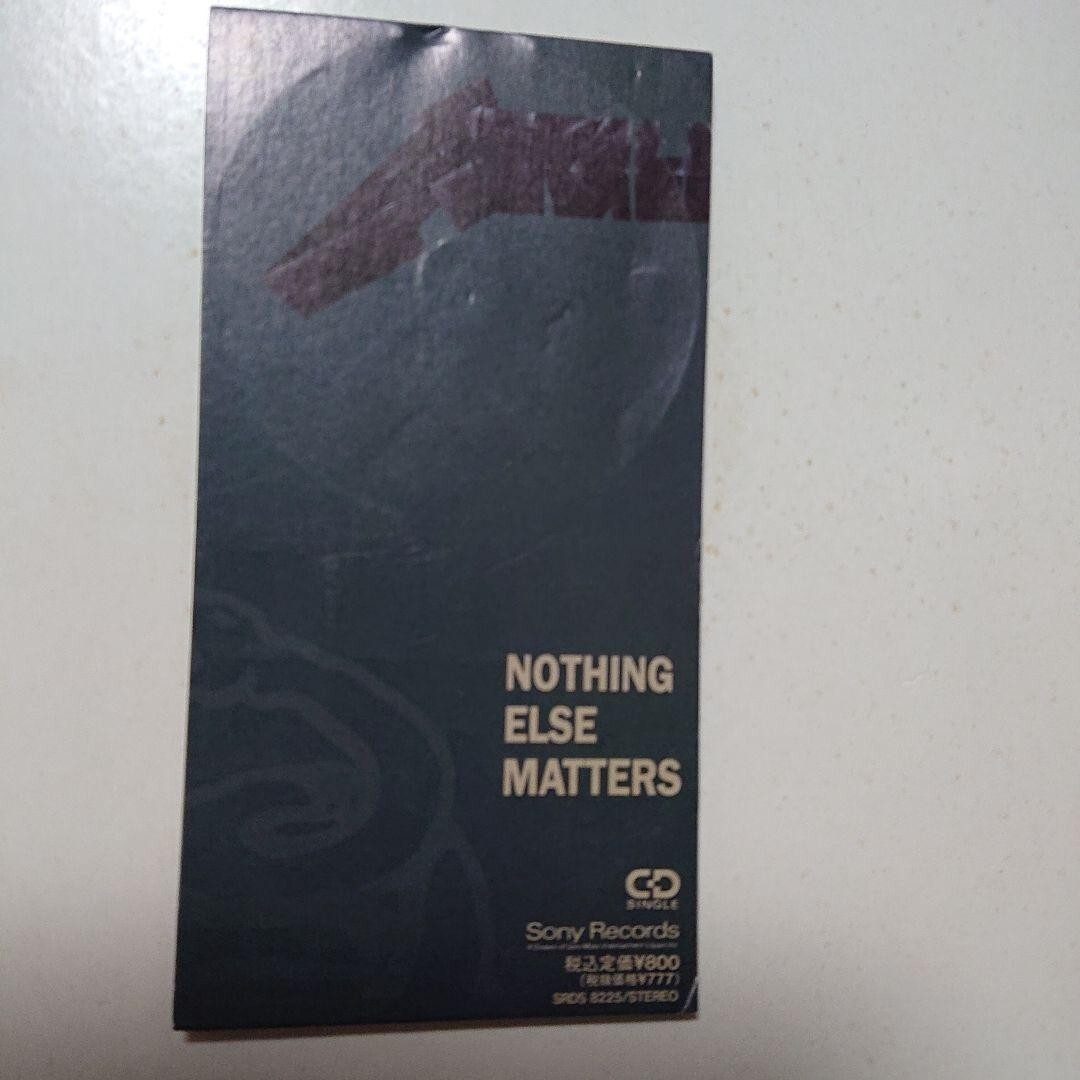 NOTHING
ELSE
MATTERS
CD
SINGLE
Sony Records
税込定価¥800
(税抜価格¥777)
SRDS 8225/STEREO